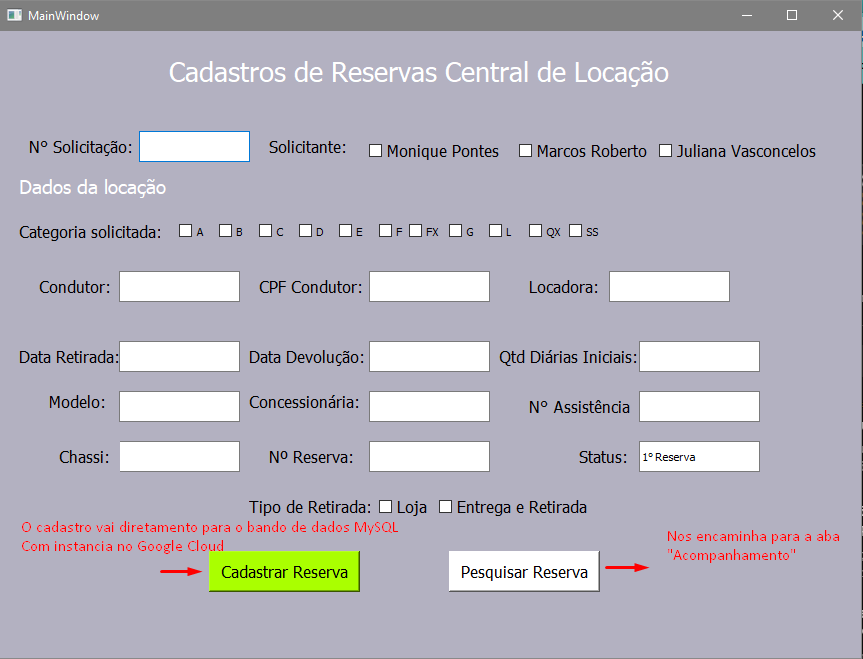 MainWindow
Cadastros de Reservas Central de Locação
N° Solicitação: Solicitante: Monique Pontes Marcos Roberto Juliana Vasconcelos
Dados da locação
Categoria solicitada: A B C D E F FX G L QX SS
Condutor: CPF Condutor: Locadora:
Data Retirada: Data Devolução: Qtd Diárias Iniciais:
Modelo: Concessionária: N° Assistência
Chassi: Nº Reserva: Status: 1º Reserva
Tipo de Retirada: Loja Entrega e Retirada
O cadastro vai diretamento para o bando de dados MySQL
Com instancia no Google Cloud
Nos encaminha para a aba
"Acompanhamento"
Cadastrar Reserva Pesquisar Reserva